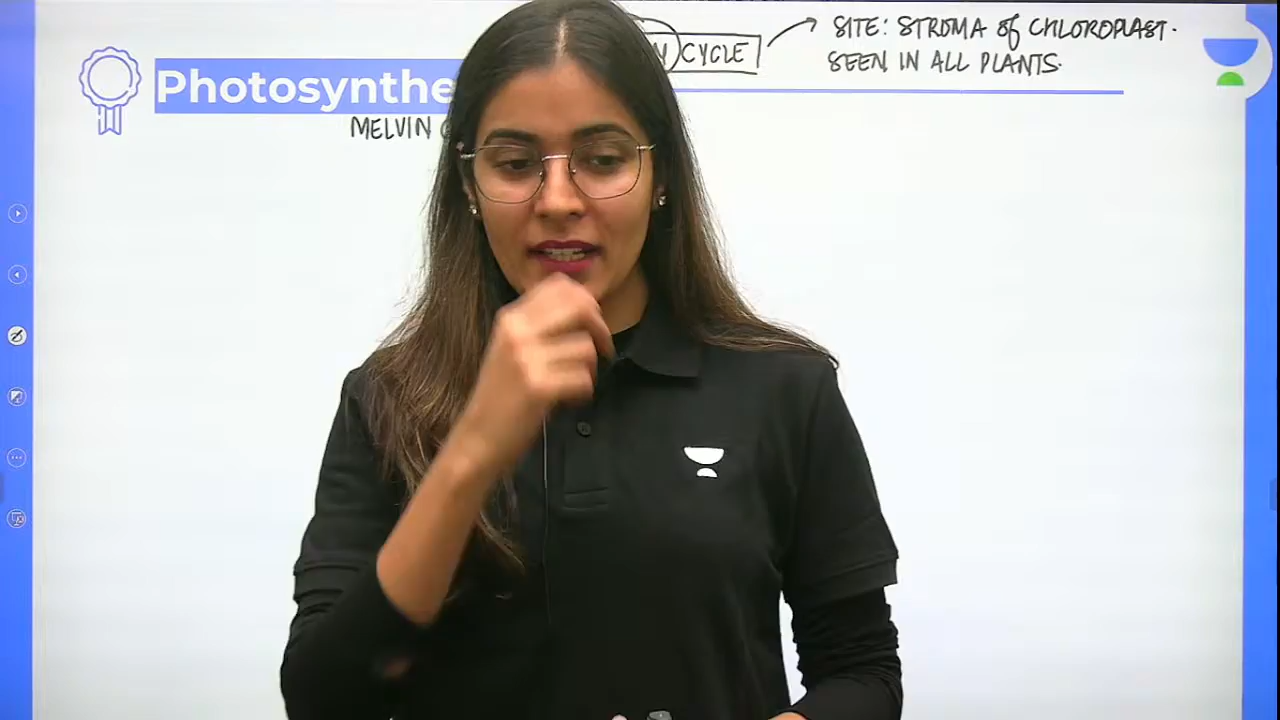 CYCLE
SITE: STROMA of CHLOROPLAST.
SEEN IN ALL PLANTS.
Photosynthe
MELVIN